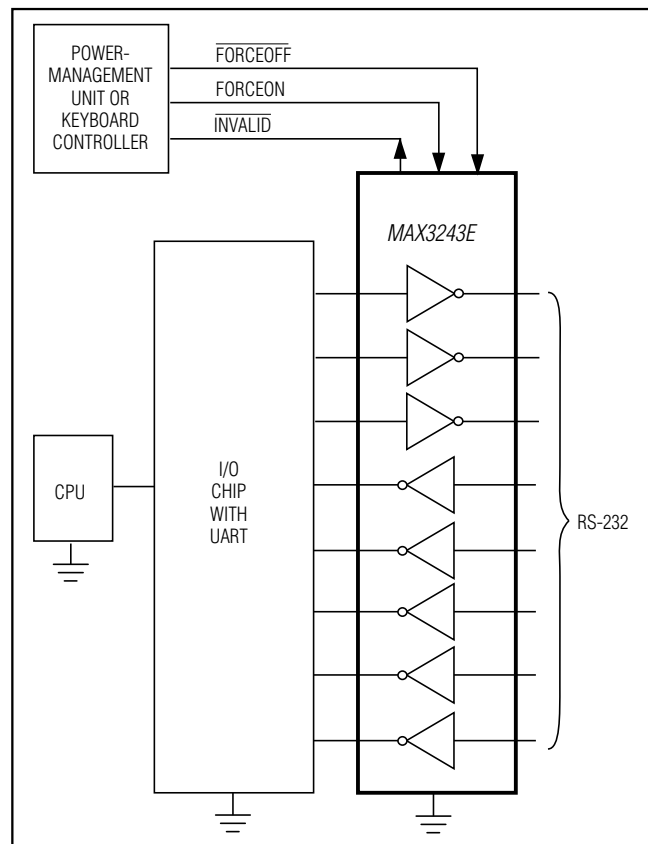 POWER-
MANAGEMENT
UNIT OR
KEYBOARD
CONTROLLER
FORCEOFF
FORCEON
INVALID
MAX3243E
CPU
I/O
CHIP
WITH
UART
RS-232